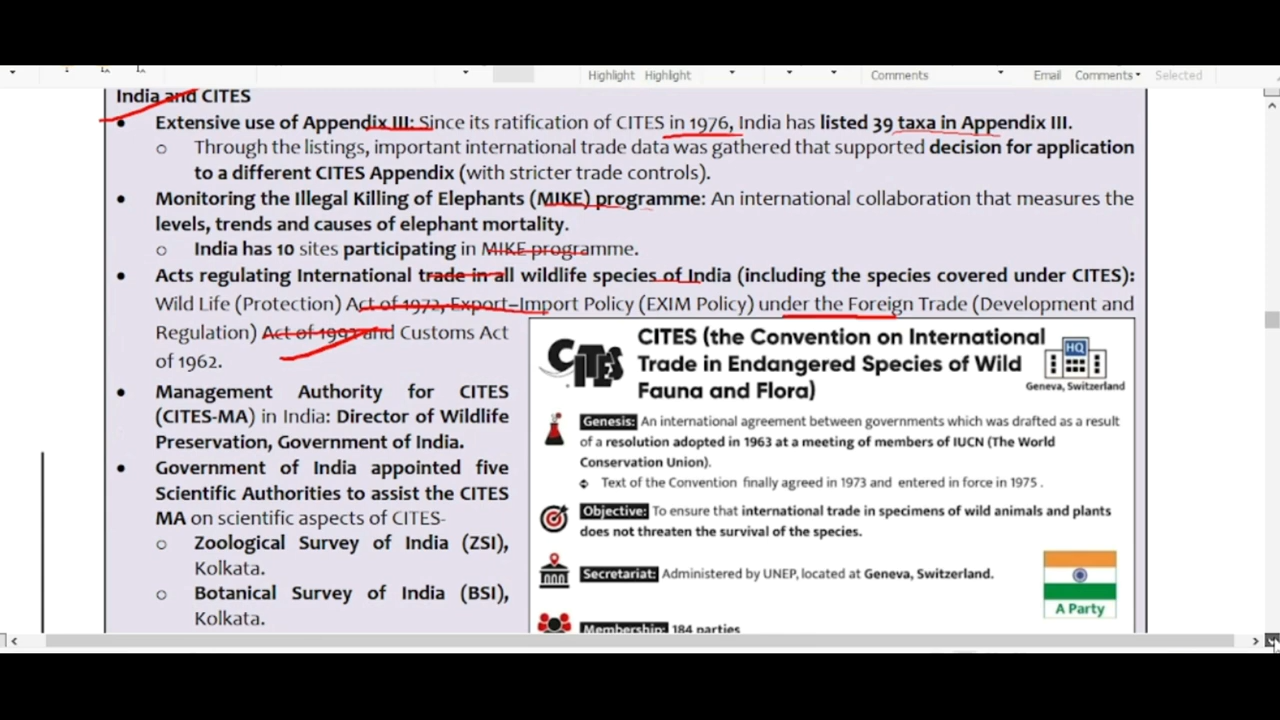 Highlight Highlight Comments Email Comments Selected
India and CITES
• Extensive use of Appendix III: Since its ratification of CITES in 1976, India has listed 39 taxa in Appendix III.
o Through the listings, important international trade data was gathered that supported decision for application
to a different CITES Appendix (with stricter trade controls).
• Monitoring the Illegal Killing of Elephants (MIKE) programme: An international collaboration that measures the
levels, trends and causes of elephant mortality.
o India has 10 sites participating in MIKE programme.
• Acts regulating International trade in all wildlife species of India (including the species covered under CITES):
Wild Life (Protection) Act of 1972, Export–Import Policy (EXIM Policy) under the Foreign Trade (Development and
Regulation) Act of 1992 and Customs Act
of 1962.
• Management Authority for CITES
(CITES-MA) in India: Director of Wildlife
Preservation, Government of India.
• Government of India appointed five
Scientific Authorities to assist the CITES
MA on scientific aspects of CITES-
o Zoological Survey of India (ZSI),
Kolkata.
o Botanical Survey of India (BSI),
Kolkata.
CITES
CITES (the Convention on International
Trade in Endangered Species of Wild
Fauna and Flora)
HQ
Geneva, Switzerland
Genesis: An international agreement between governments which was drafted as a result
of a resolution adopted in 1963 at a meeting of members of IUCN (The World
Conservation Union).
Text of the Convention finally agreed in 1973 and entered in force in 1975 .
Objective: To ensure that international trade in specimens of wild animals and plants
does not threaten the survival of the species.
Secretariat: Administered by UNEP, located at Geneva, Switzerland.
A Party
Membership: 184 parties